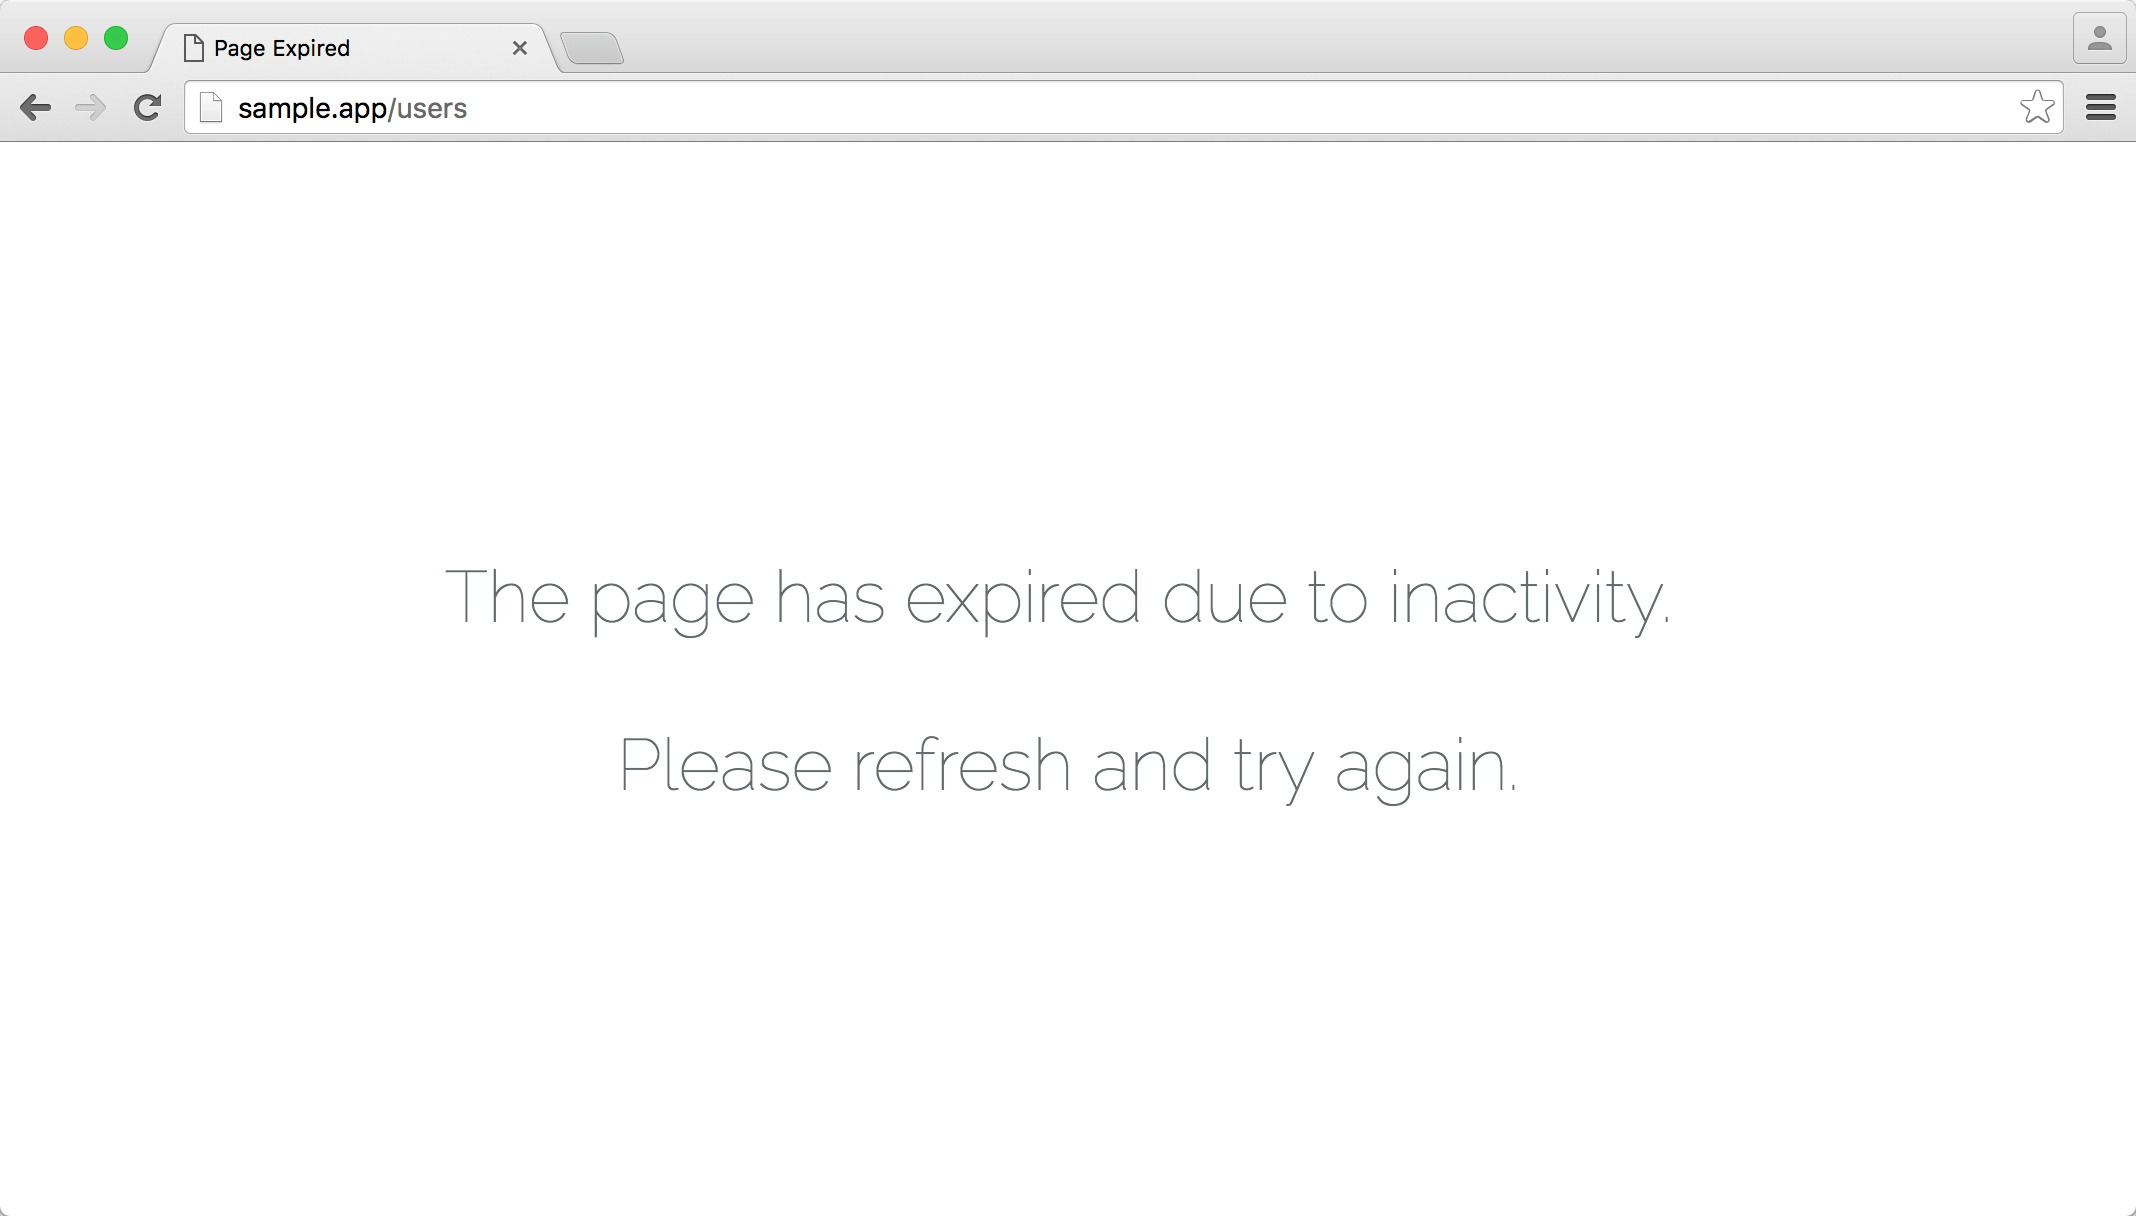 Page Expired
sample.app/users
The page has expired due to inactivity.
Please refresh and try again.